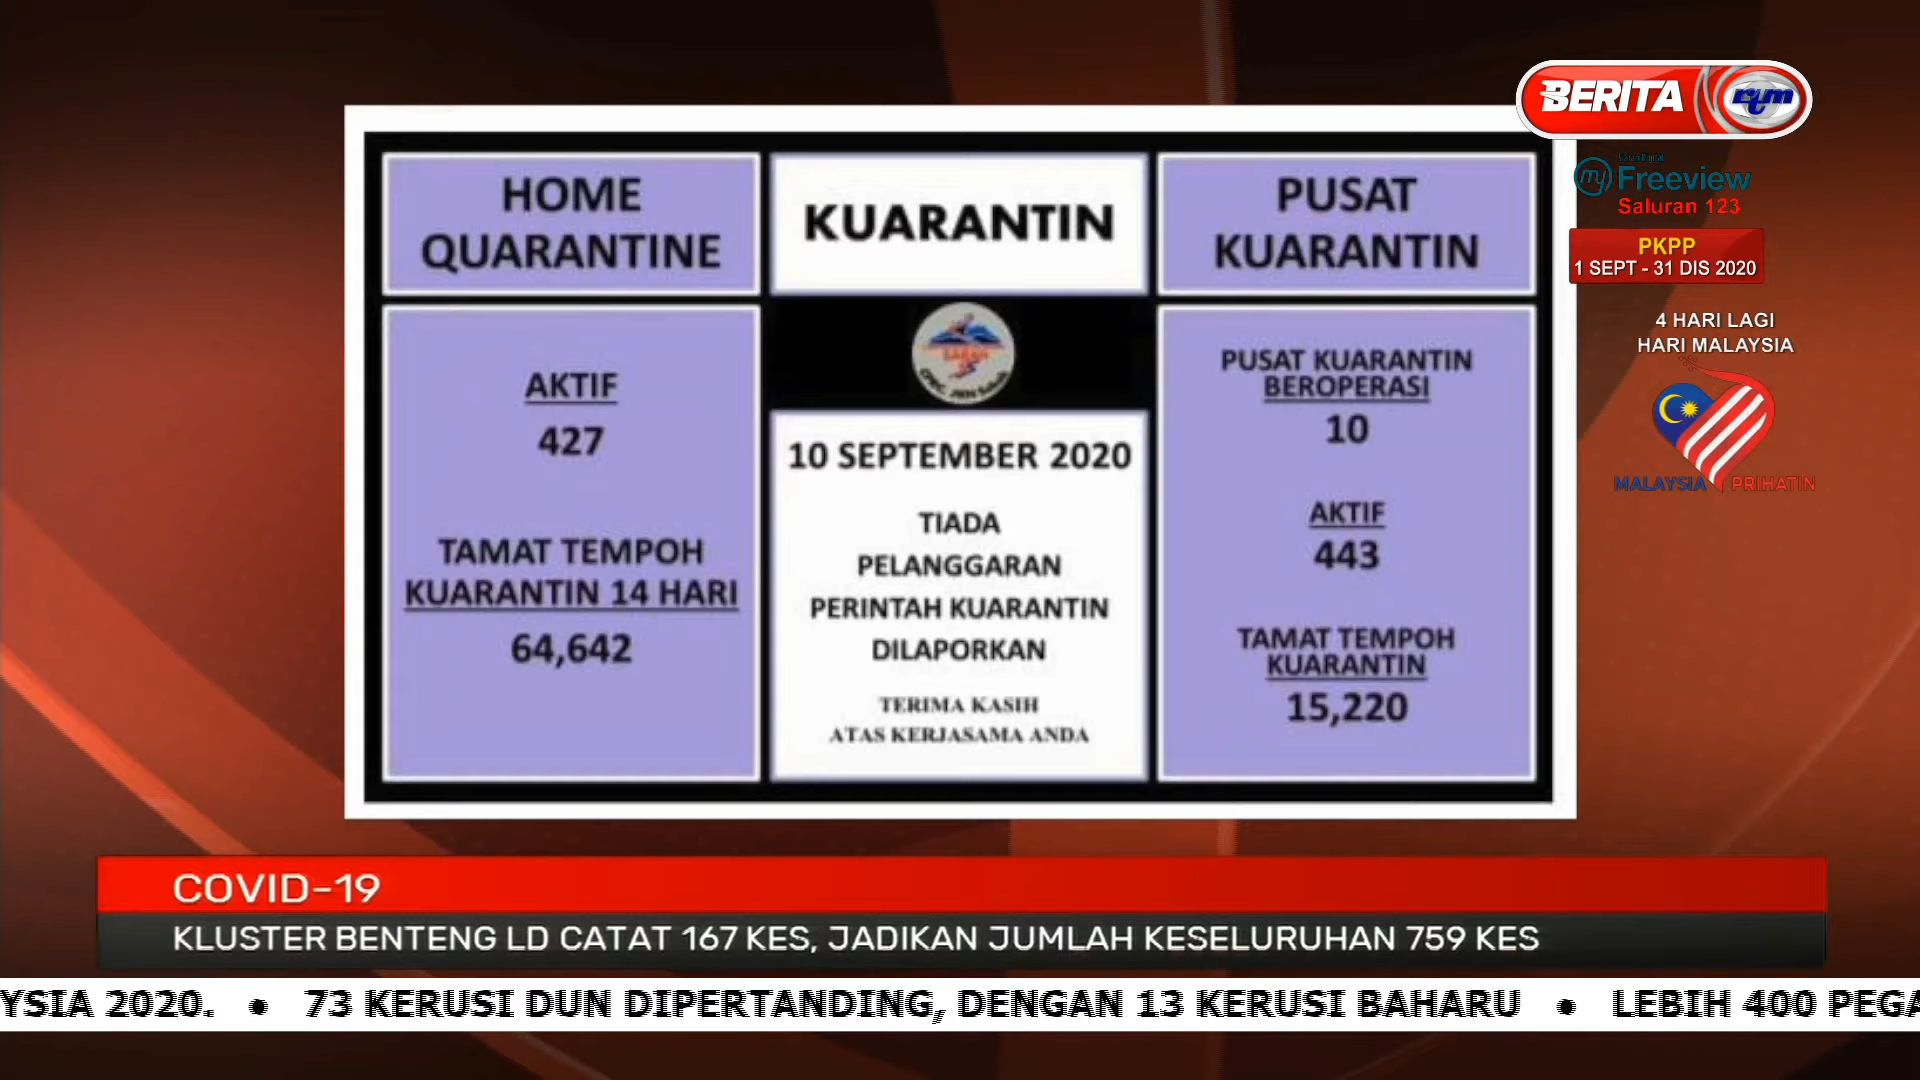 BERITA
rtm
myFreeview
Saluran 123
PKPP
1 SEPT - 31 DIS 2020
4 HARI LAGI
HARI MALAYSIA
MALAYSIA PRIHATIN
HOME
QUARANTINE
AKTIF
427
TAMAT TEMPOH
KUARANTIN 14 HARI
64,642
KUARANTIN
SABAH
10 SEPTEMBER 2020
TIADA
PELANGGARAN
PERINTAH KUARANTIN
DILAPORKAN
TERIMA KASIH
ATAS KERJASAMA ANDA
PUSAT
KUARANTIN
PUSAT KUARANTIN
BEROPERASI
10
AKTIF
443
TAMAT TEMPOH
KUARANTIN
15,220
COVID-19
KLUSTER BENTENG LD CATAT 167 KES, JADIKAN JUMLAH KESELURUHAN 759 KES
YSIA 2020. • 73 KERUSI DUN DIPERTANDING, DENGAN 13 KERUSI BAHARU • LEBIH 400 PEGA